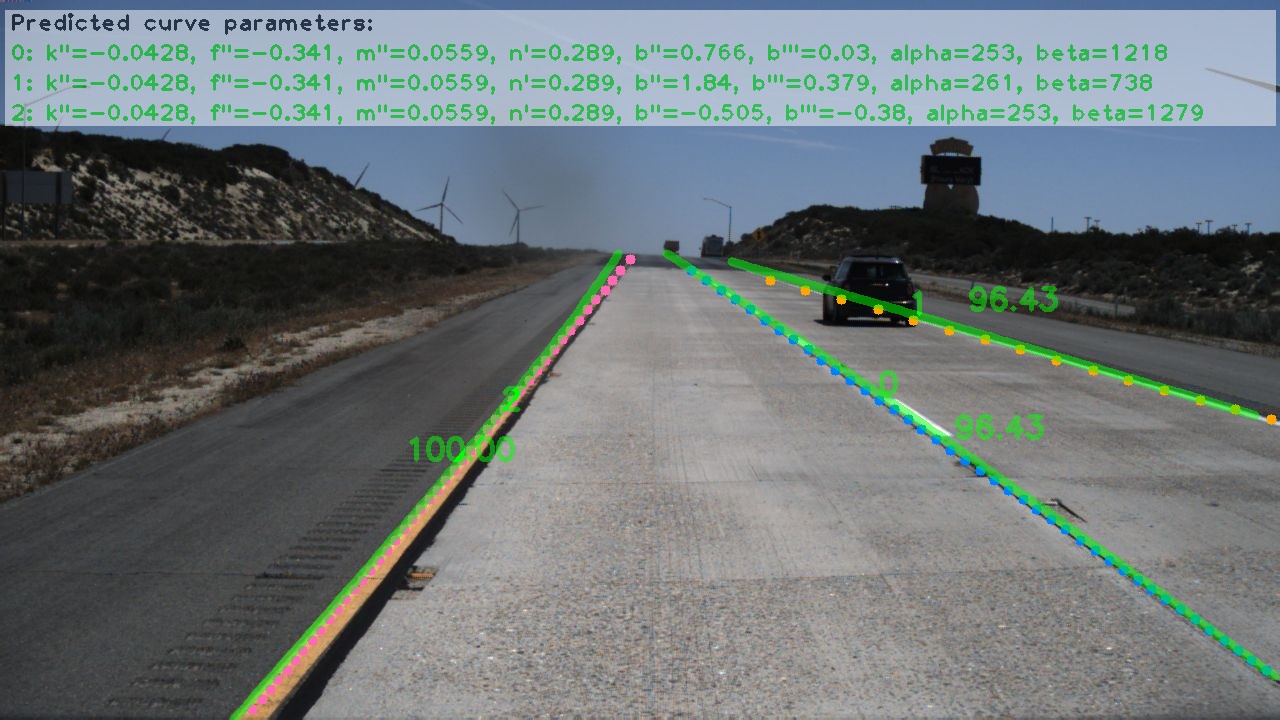 Predicted curve parameters:
0: k''=-0.0428, f''=-0.341, m''=0.0559, n'=0.289, b''=0.766, b'''=0.03, alpha=253, beta=1218
1: k''=-0.0428, f''=-0.341, m''=0.0559, n'=0.289, b''=1.84, b'''=0.379, alpha=261, beta=738
2: k''=-0.0428, f''=-0.341, m''=0.0559, n'=0.289, b''=-0.505, b'''=-0.38, alpha=253, beta=1279
1 96.43
0
2
96.43
100.00